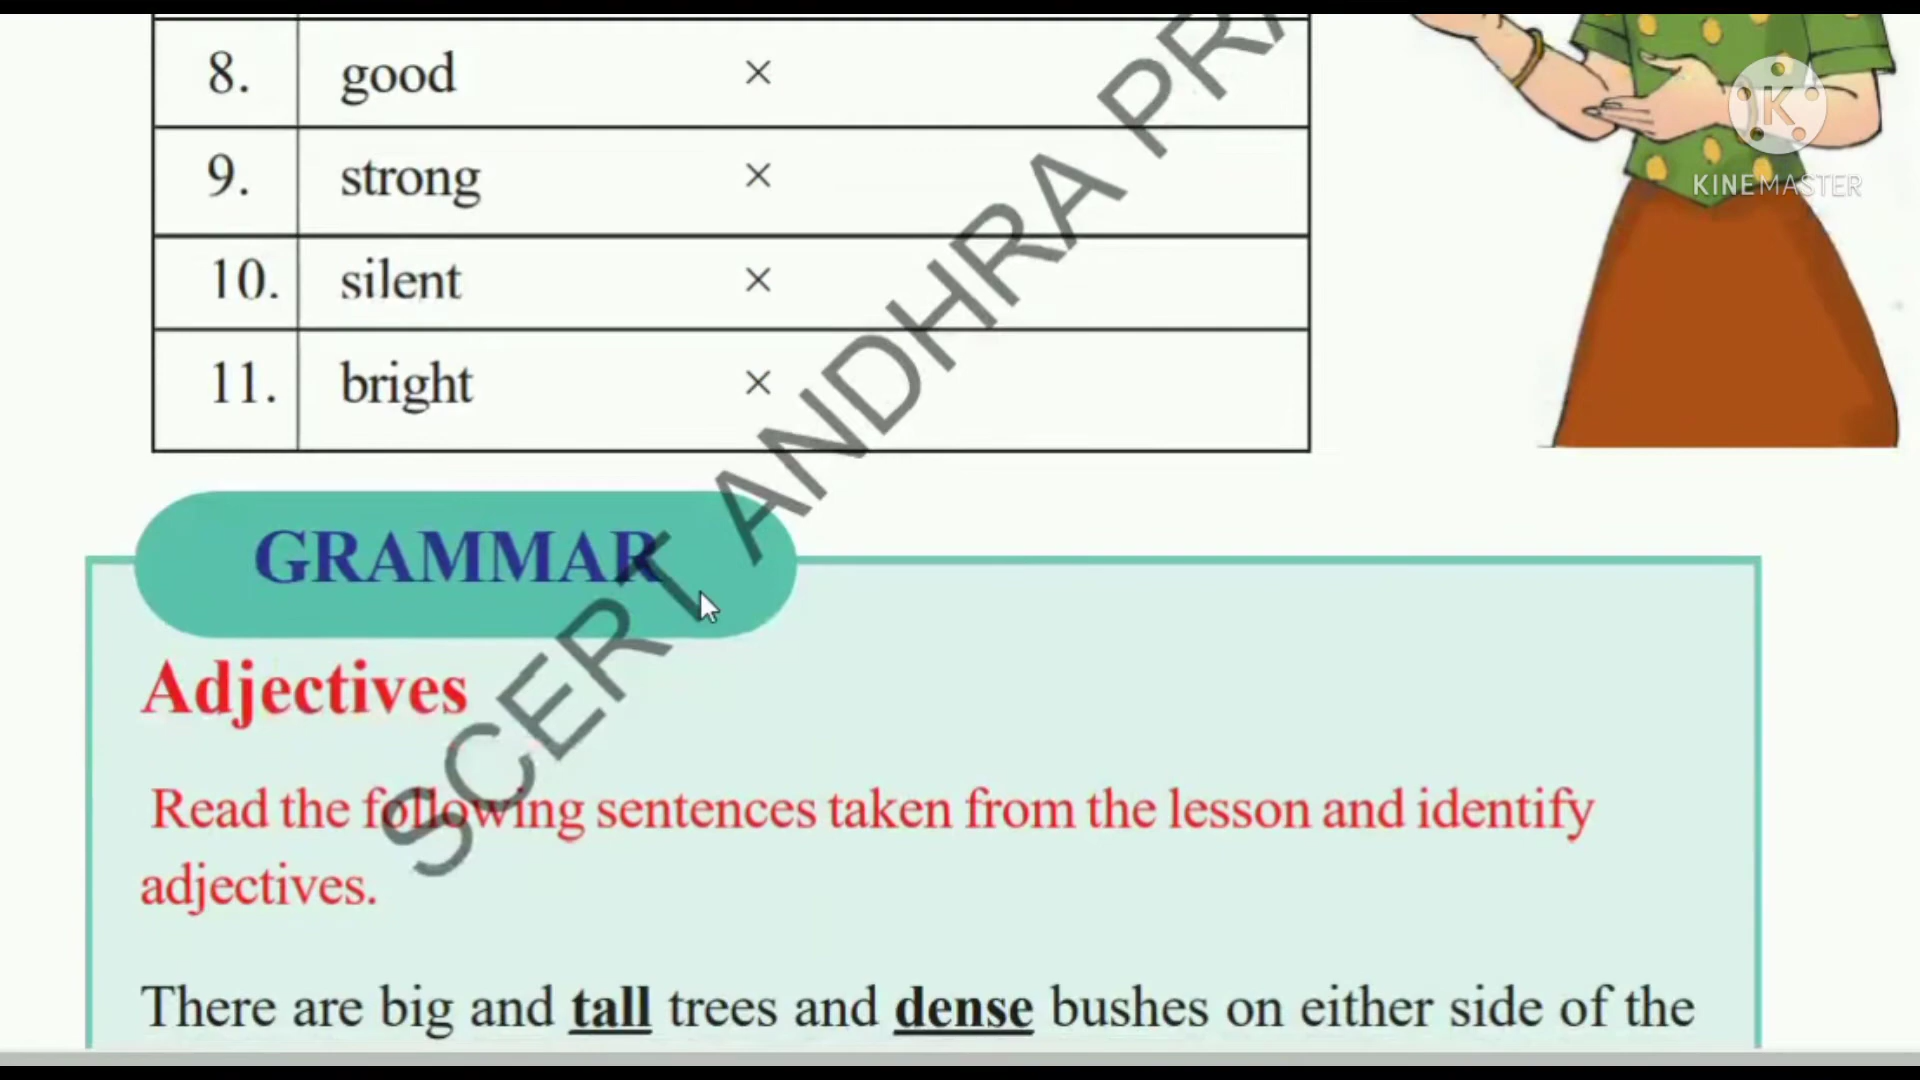 8. good ×
9. strong ×
10. silent ×
11. bright ×
KINEMASTER
SCERT ANDHRA PRA
GRAMMAR
Adjectives
Read the following sentences taken from the lesson and identify
adjectives.
There are big and tall trees and dense bushes on either side of the